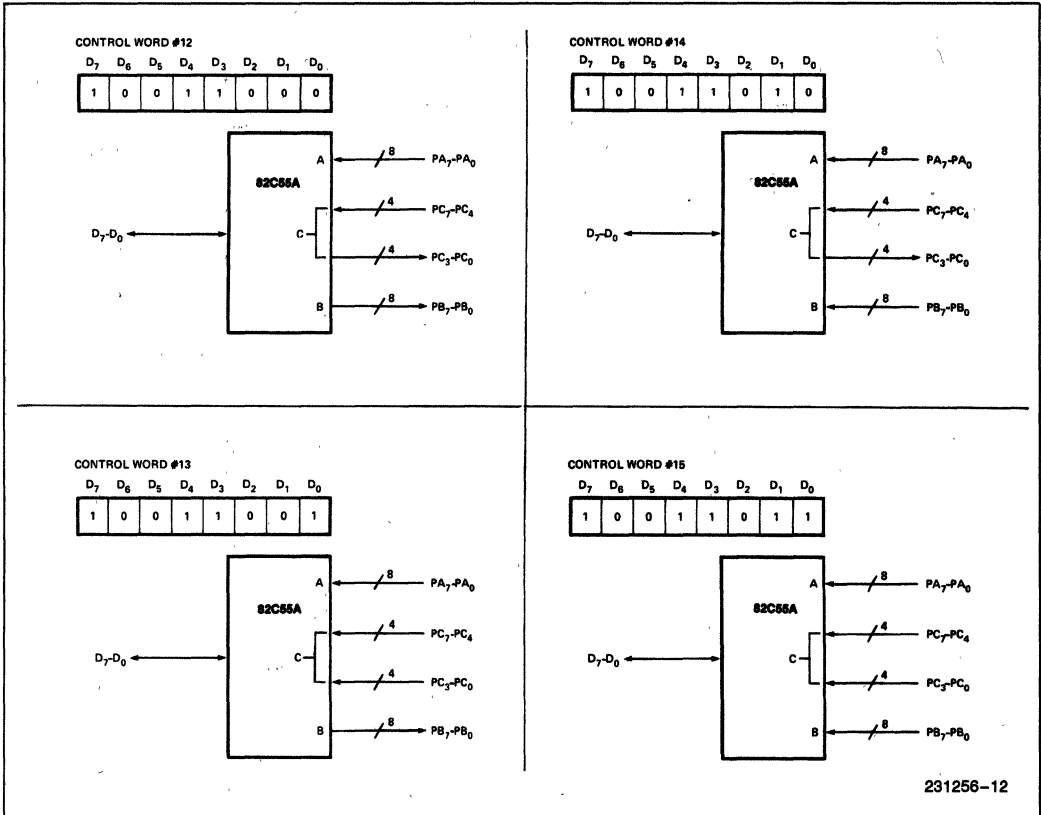 CONTROL WORD #12
D7 D6 D5 D4 D3 D2 D1 D0
1 0 0 1 1 0 0 0
82C55A
A
8
PA7-PA0
4
PC7-PC4
D7-D0
C
4
PC3-PC0
B
8
PB7-PB0
CONTROL WORD #14
D7 D6 D5 D4 D3 D2 D1 D0
1 0 0 1 1 0 1 0
82C55A
A
8
PA7-PA0
4
PC7-PC4
D7-D0
C
4
PC3-PC0
B
8
PB7-PB0
CONTROL WORD #13
D7 D6 D5 D4 D3 D2 D1 D0
1 0 0 1 1 0 0 1
82C55A
A
8
PA7-PA0
4
PC7-PC4
D7-D0
C
4
PC3-PC0
B
8
PB7-PB0
CONTROL WORD #15
D7 D6 D5 D4 D3 D2 D1 D0
1 0 0 1 1 0 1 1
82C55A
A
8
PA7-PA0
4
PC7-PC4
D7-D0
C
4
PC3-PC0
B
8
PB7-PB0
231256-12